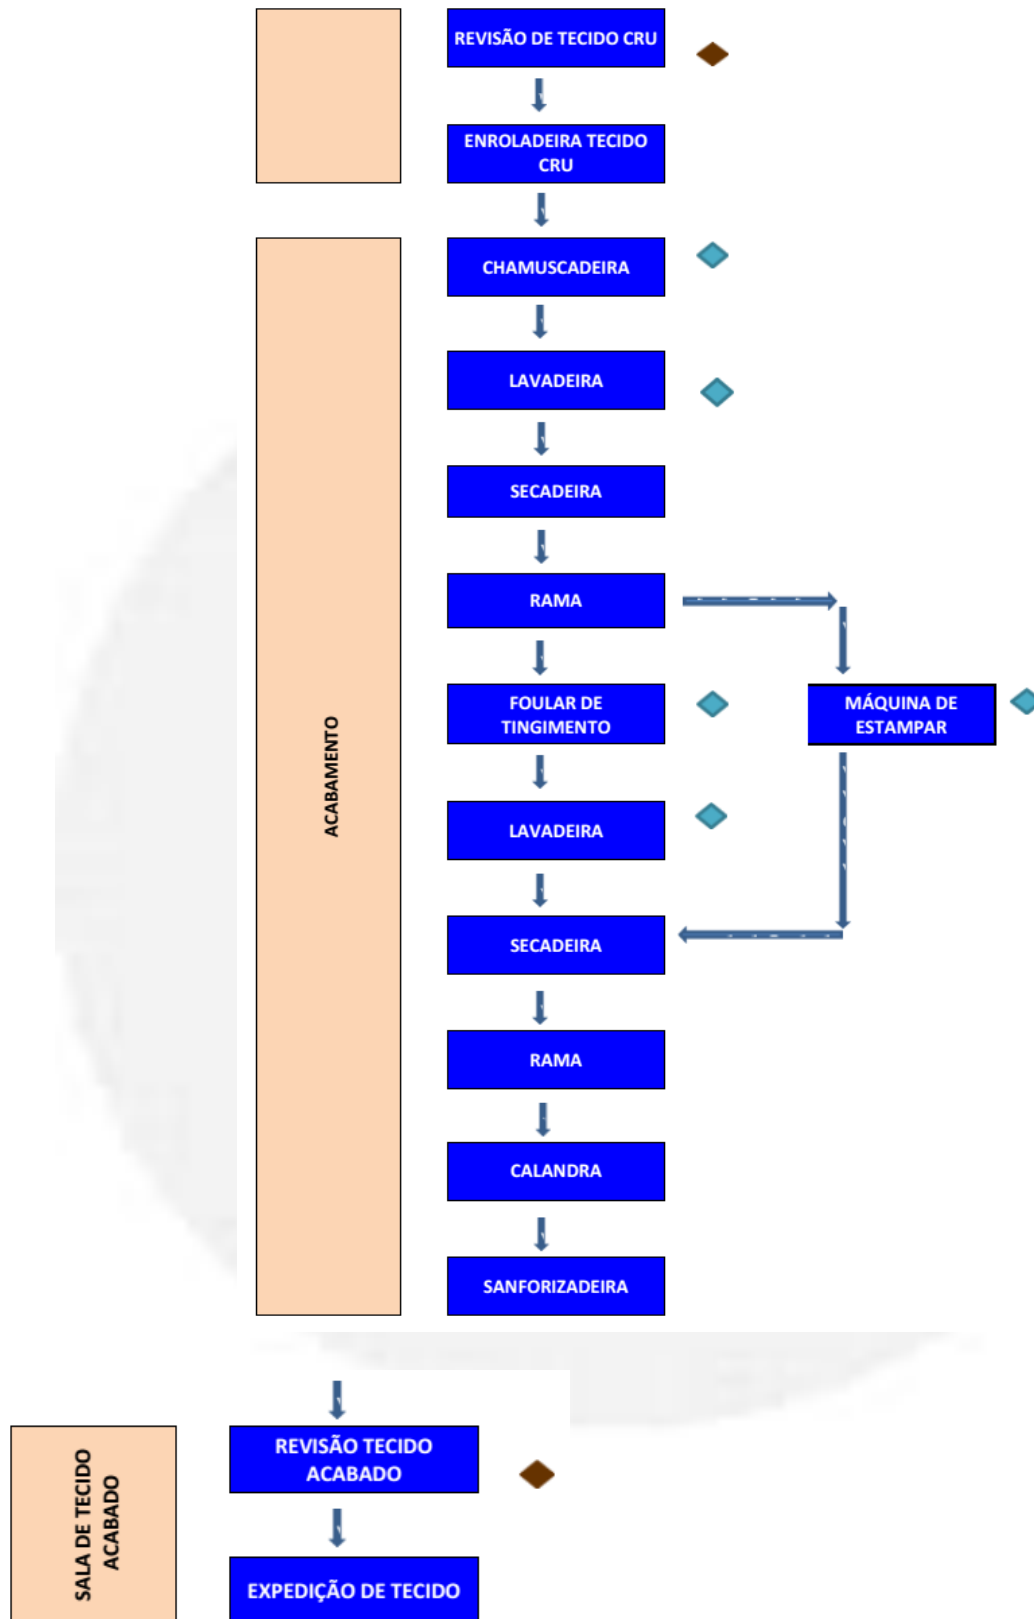 REVISÃO DE TECIDO CRU
ENROLADEIRA TECIDO
CRU
CHAMUSCADEIRA
LAVADEIRA
SECADEIRA
RAMA
FOULAR DE
TINGIMENTO
MÁQUINA DE
ESTAMPAR
ACABAMENTO
LAVADEIRA
SECADEIRA
RAMA
CALANDRA
SANFORIZADEIRA
SALA DE TECIDO
ACABADO
REVISÃO TECIDO
ACABADO
EXPEDIÇÃO DE TECIDO